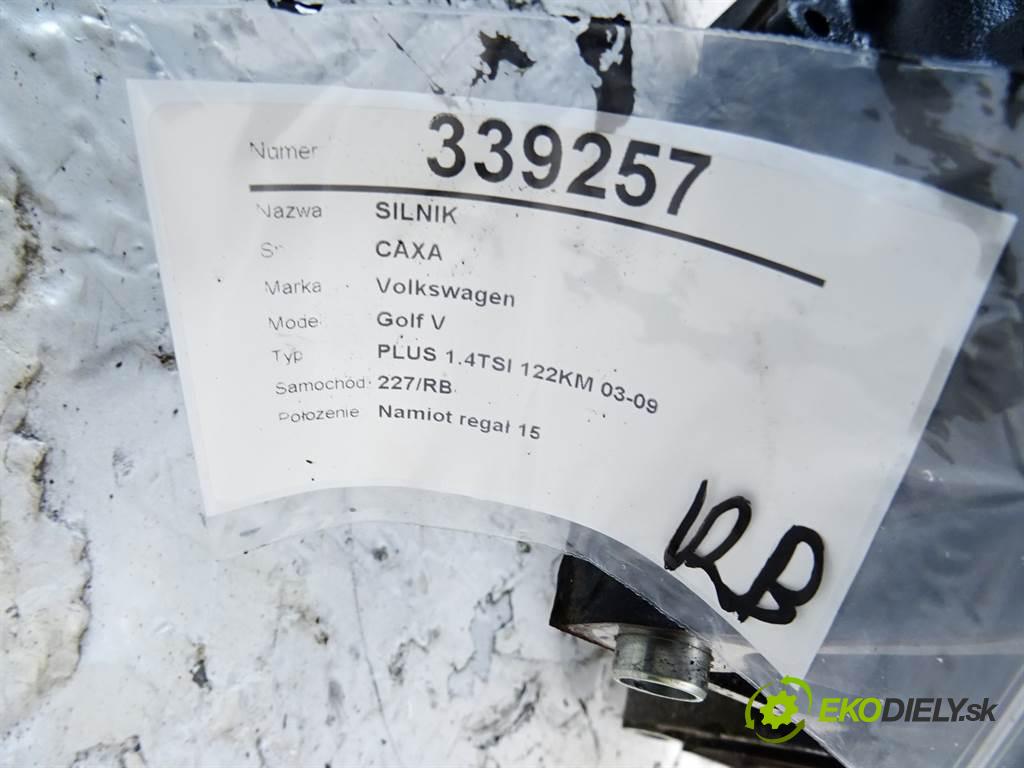 Numer 339257
Nazwa SILNIK
CAXA
Marka Volkswagen
Mode Golf V
Typ PLUS 1.4TSI 122KM 03-09
Samochód: 227/RB
Położenie Namiot regał 15
RB
EKODIELY.sk